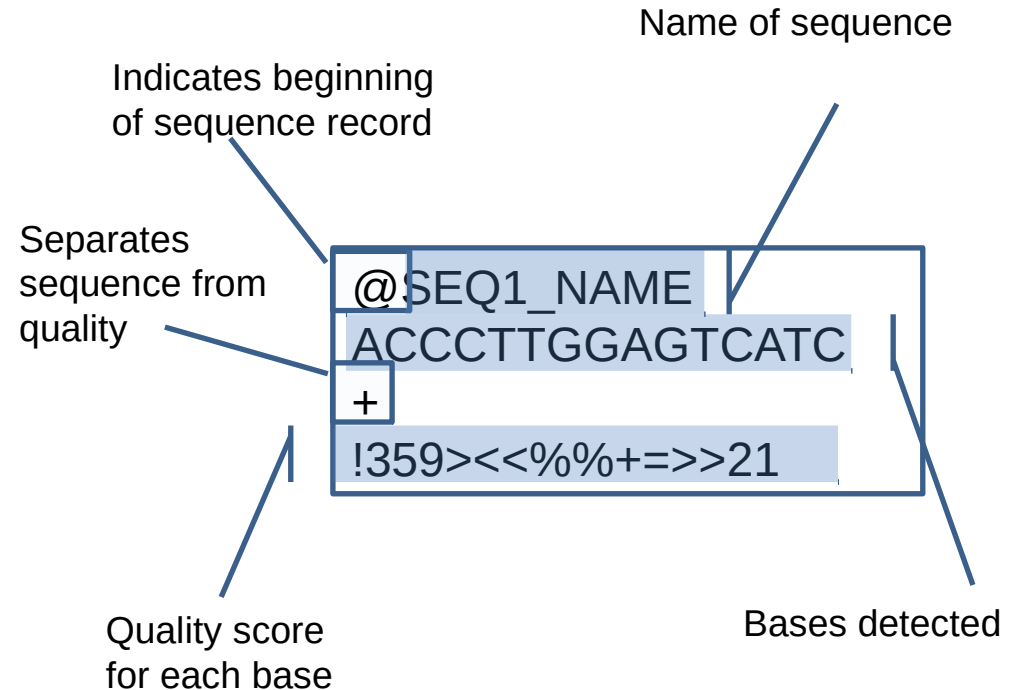 Name of sequence
Indicates beginning
of sequence record
Separates
sequence from
quality
@SEQ1_NAME
ACCCTTGGAGTCATC
+
!359><<%%+=>>21
Quality score
for each base
Bases detected